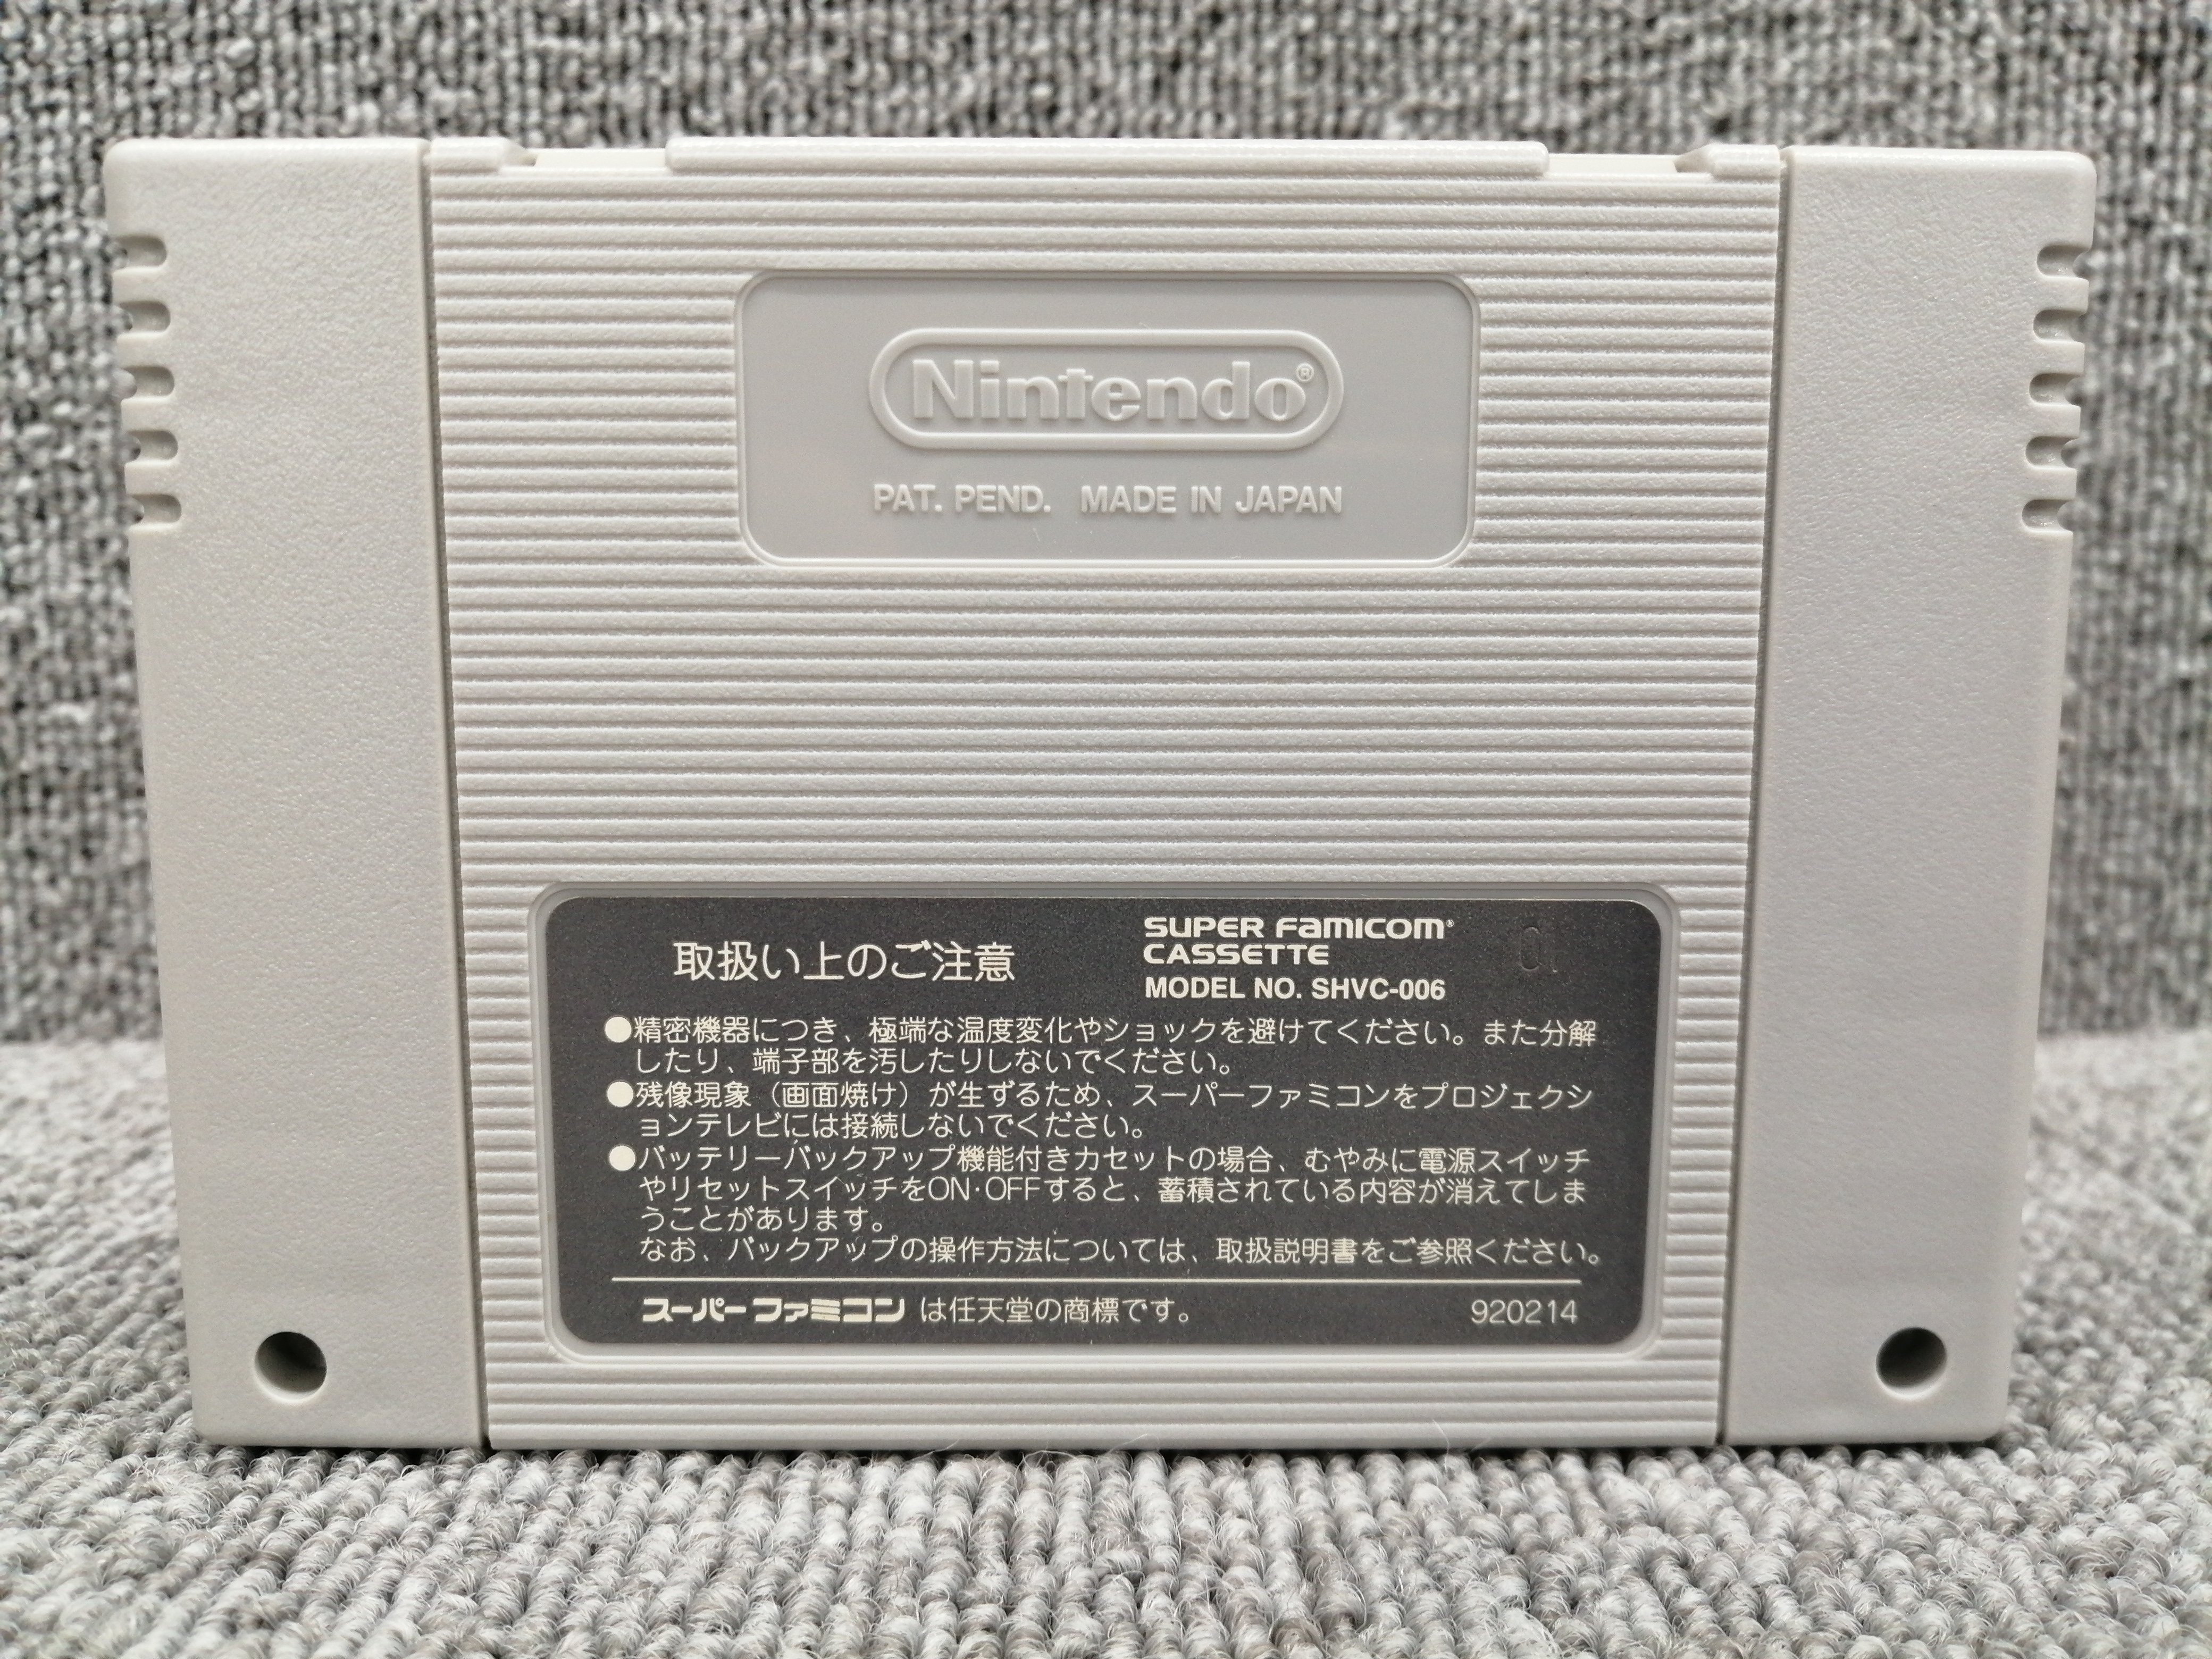 Nintendo®
PAT. PEND. MADE IN JAPAN
取扱い上のご注意
SUPER FAMICOM®
CASSETTE
MODEL NO. SHVC-006
●精密機器につき、極端な温度変化やショックを避けてください。また分解
したり、端子部を汚したりしないでください。
●残像現象（画面焼け）が生ずるため、スーパーファミコンをプロジェクシ
ョンテレビには接続しないでください。
●バッテリーバックアップ機能付きカセットの場合、むやみに電源スイッチ
やリセットスイッチをON・OFFすると、蓄積されている内容が消えてしま
うことがあります。
なお、バックアップの操作方法については、取扱説明書をご参照ください。
スーパーファミコン は任天堂の商標です。
920214